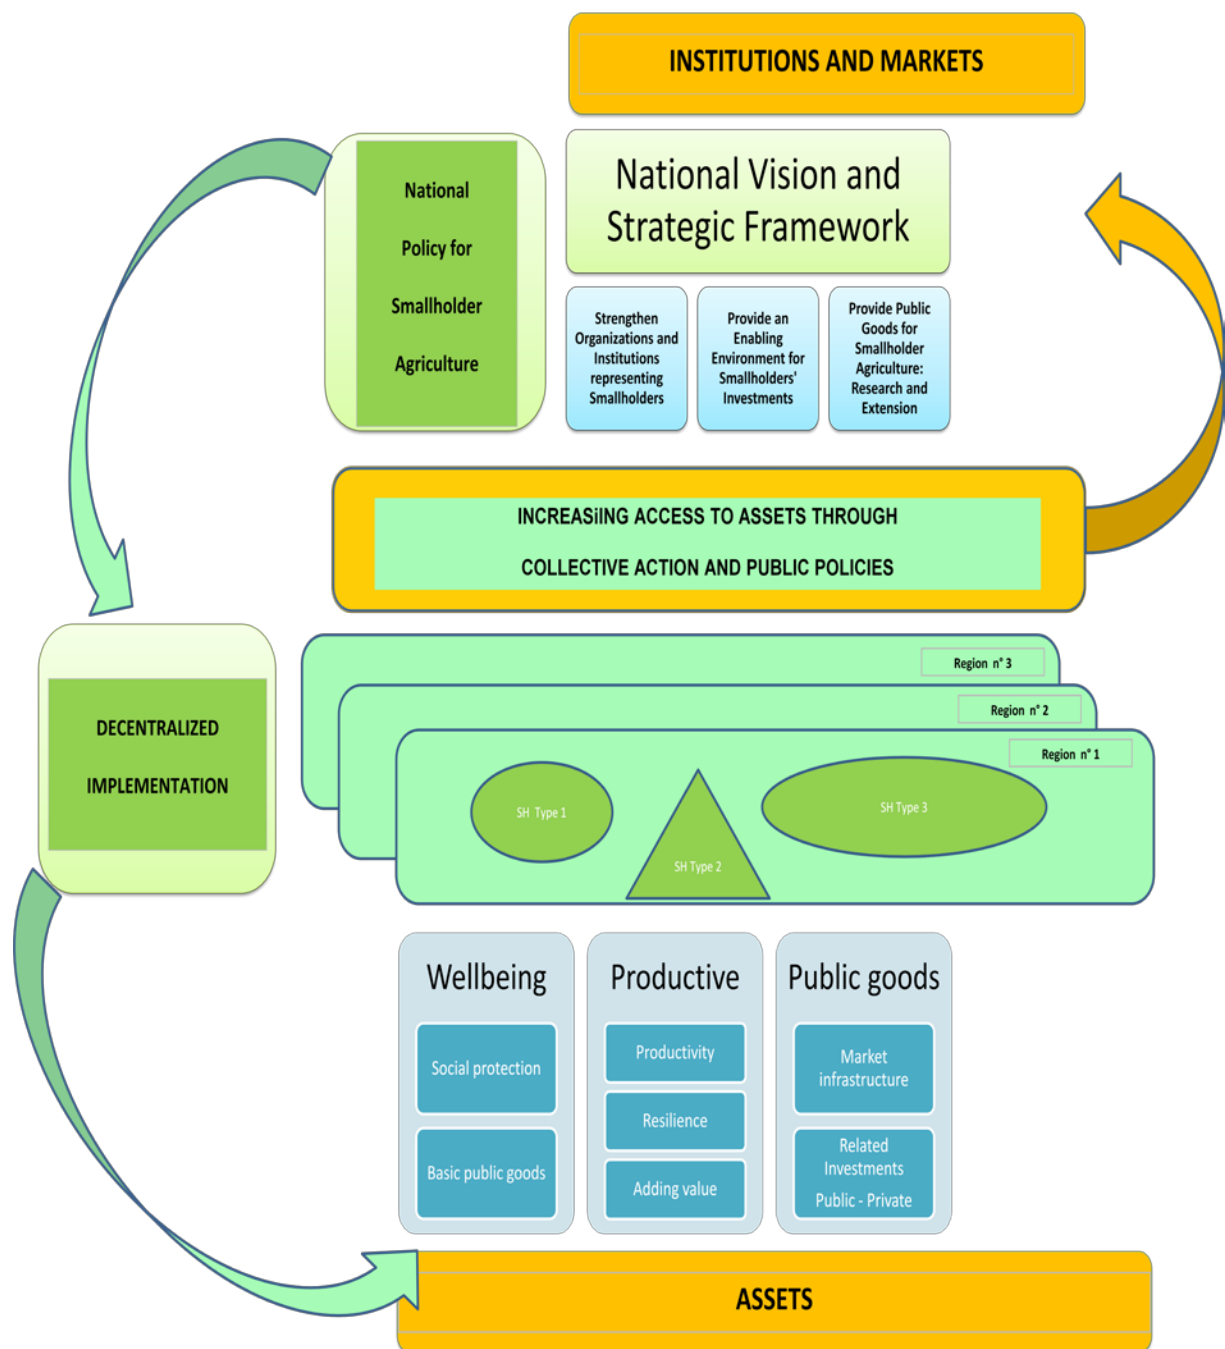 INSTITUTIONS AND MARKETS
National
Policy for
Smallholder
Agriculture
National Vision and
Strategic Framework
Strengthen
Organizations and
Institutions
representing
Smallholders
Provide an
Enabling
Environment for
Smallholders'
Investments
Provide Public
Goods for
Smallholder
Agriculture:
Research and
Extension
INCREASiING ACCESS TO ASSETS THROUGH
COLLECTIVE ACTION AND PUBLIC POLICIES
DECENTRALIZED
IMPLEMENTATION
Region n° 3
Region n° 2
Region n° 1
SH Type 1
SH Type 2
SH Type 3
Wellbeing
Social protection
Basic public goods
Productive
Productivity
Resilience
Adding value
Public goods
Market
infrastructure
Related
Investments
Public - Private
ASSETS